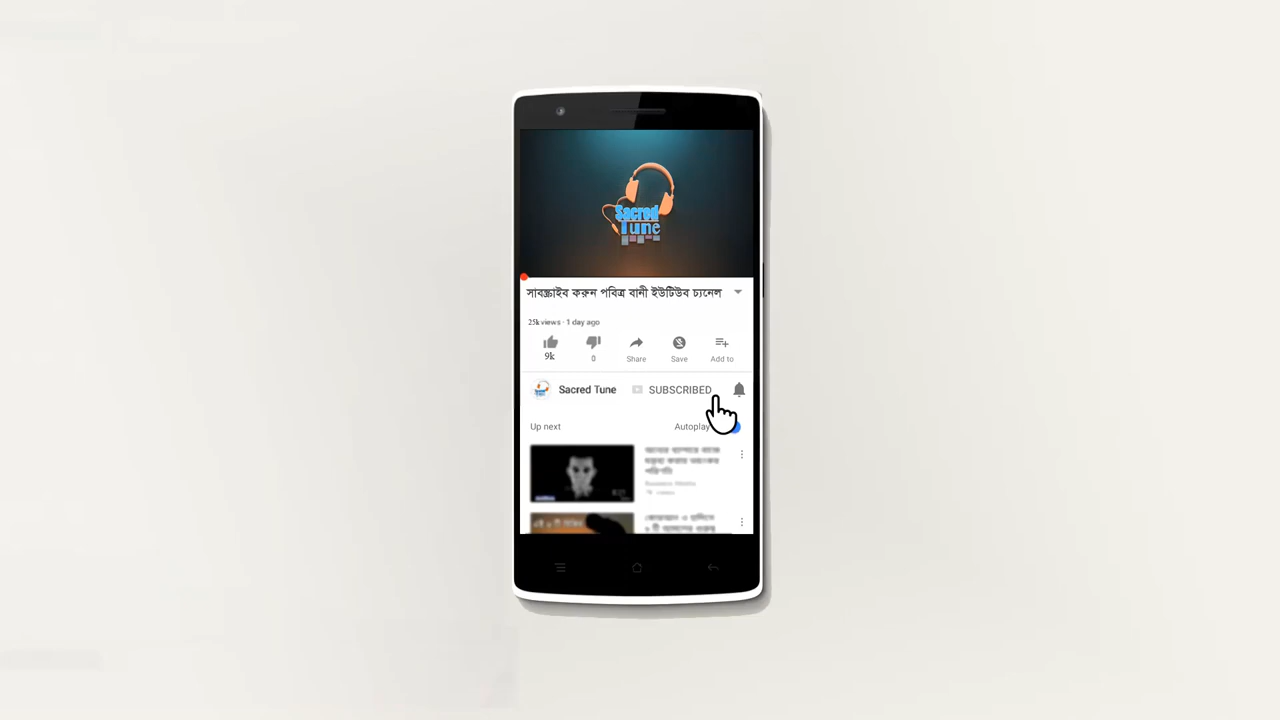 Sacred
Tune
সাবস্ক্রাইব করুন পবিত্র বানী ইউটিউব চ্যনেল
25k views · 1 day ago
9k
0
Share
Save
Add to
Sacred Tune
SUBSCRIBED
Up next
Autoplay